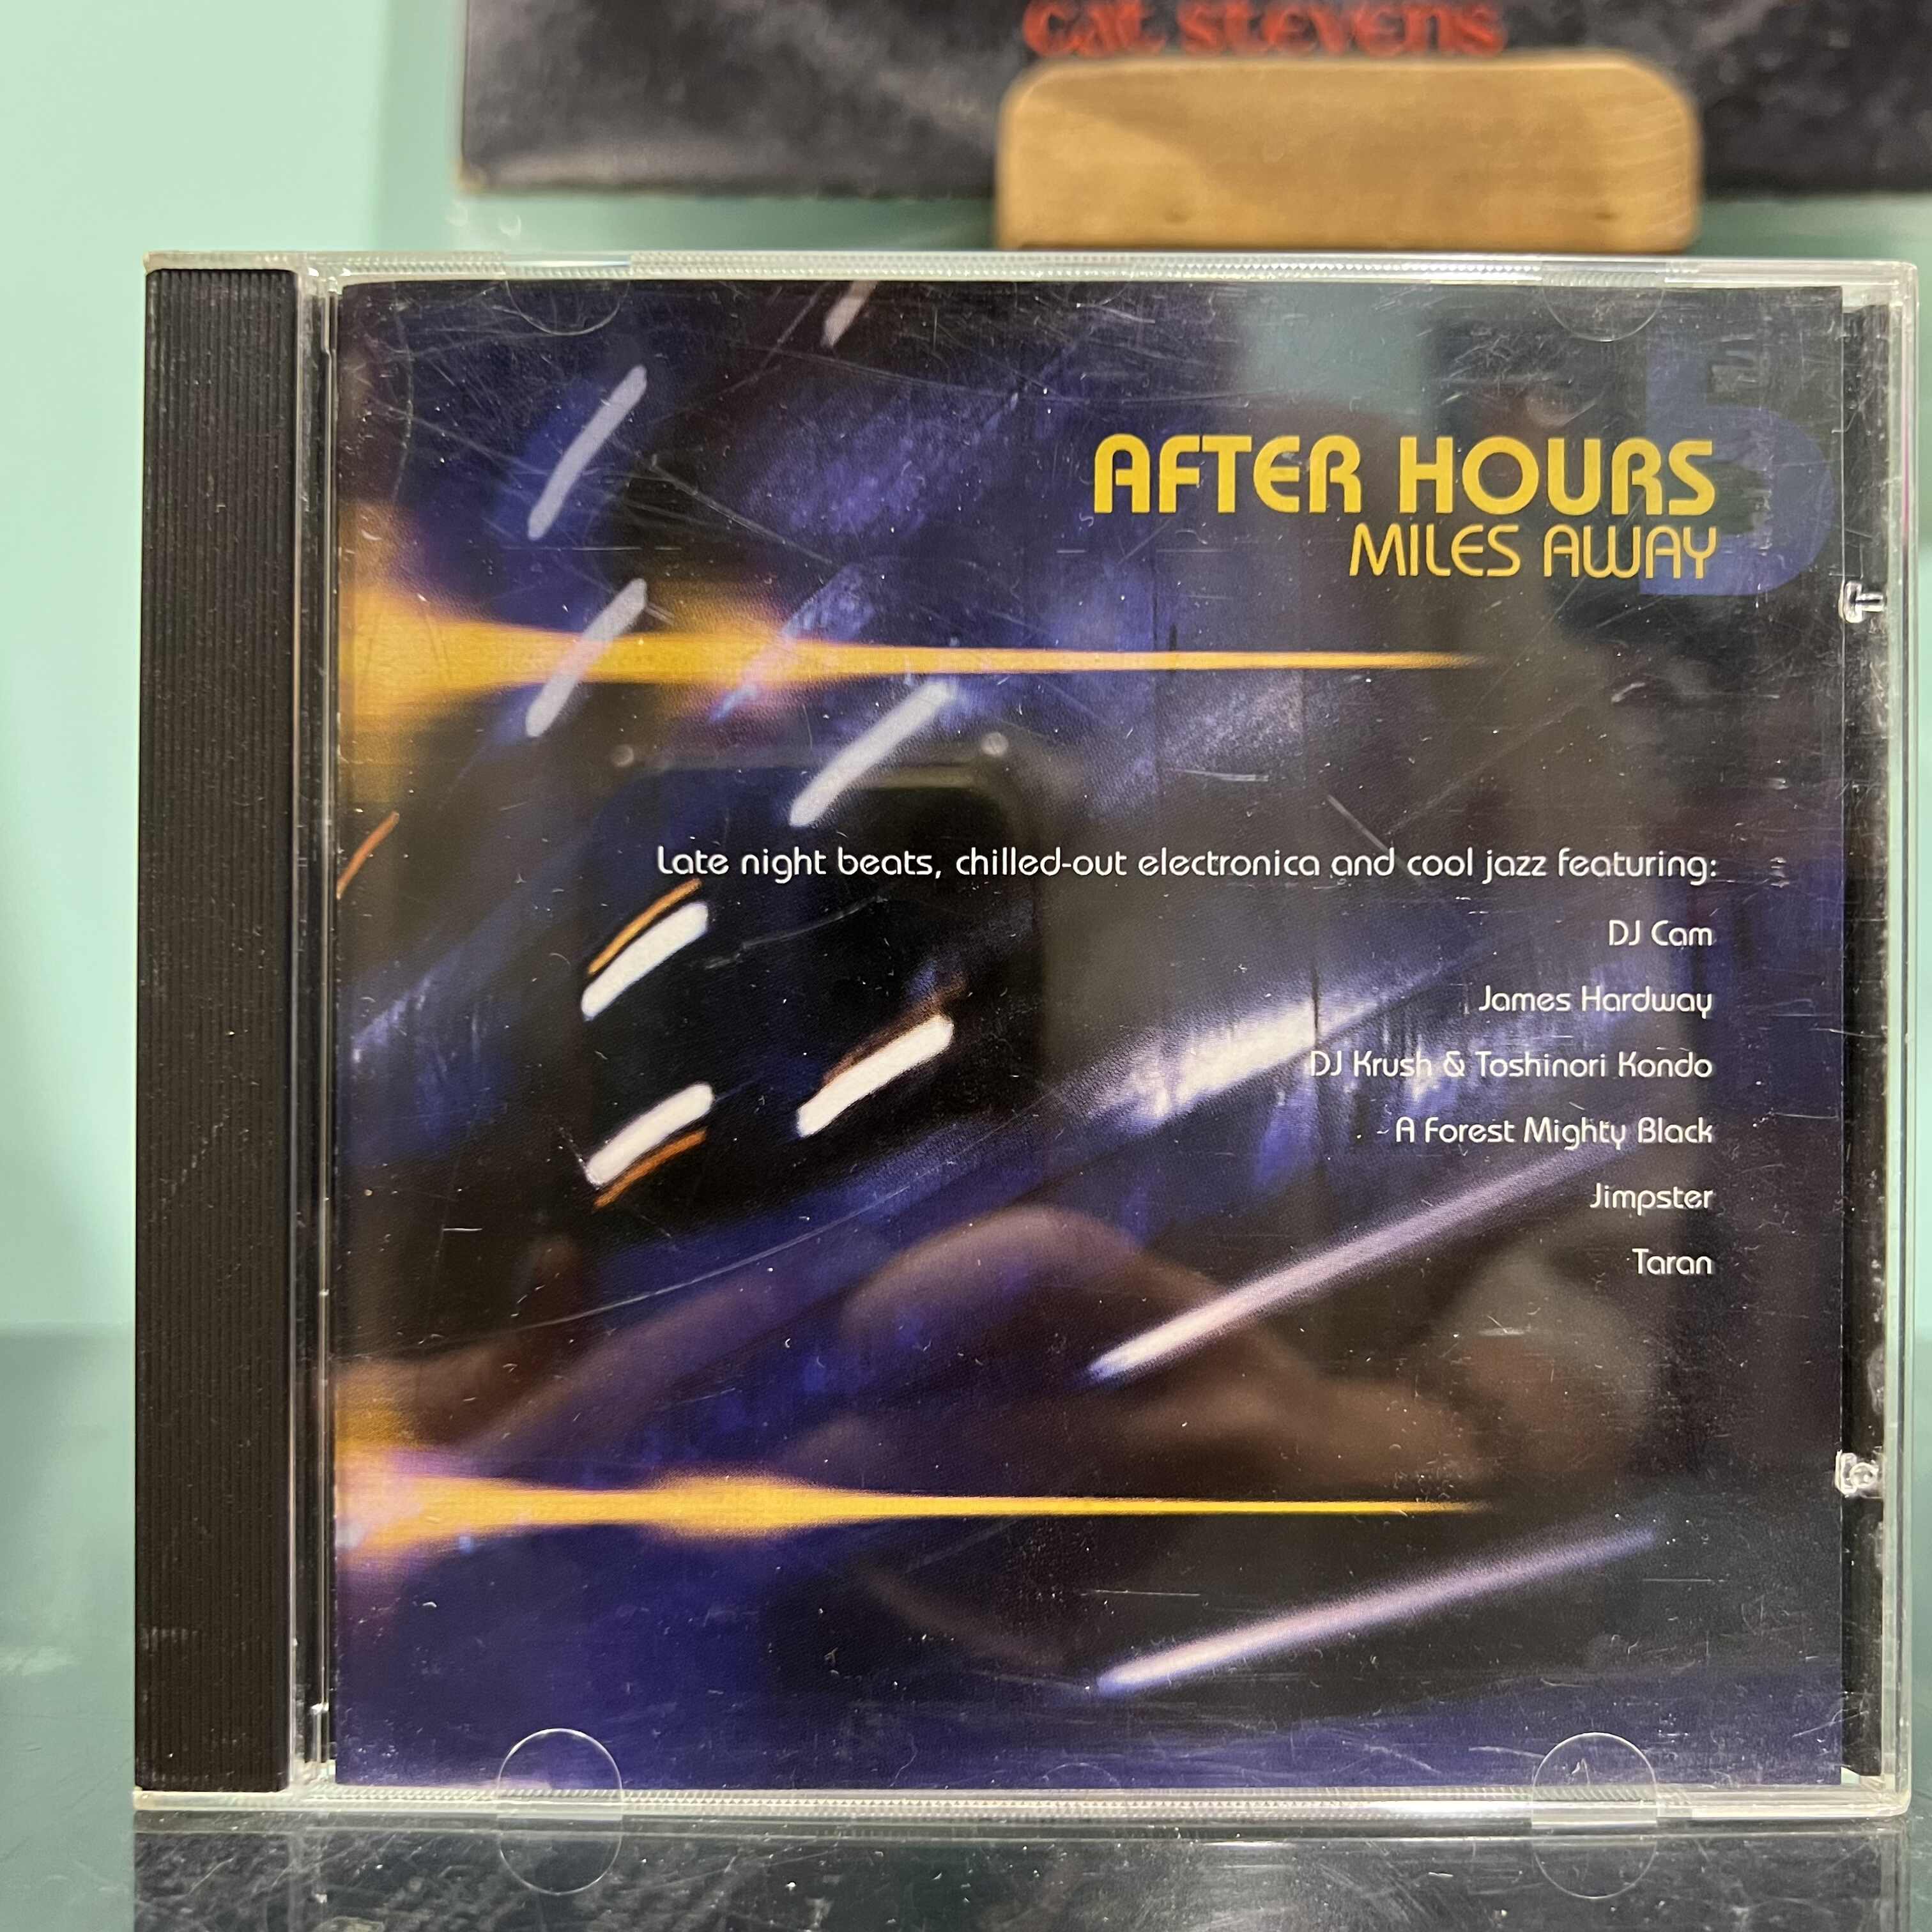 cat stevens
5
AFTER HOURS
MILES AWAY
Late night beats, chilled-out electronica and cool jazz featuring:
DJ Cam
James Hardway
DJ Krush & Toshinori Kondo
A Forest Mighty Black
Jimpster
Taran